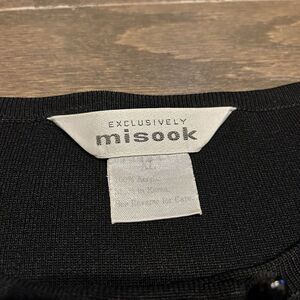 EXCLUSIVELY
misook
100% Acrylic
Made in Korea
See Reverse for Care